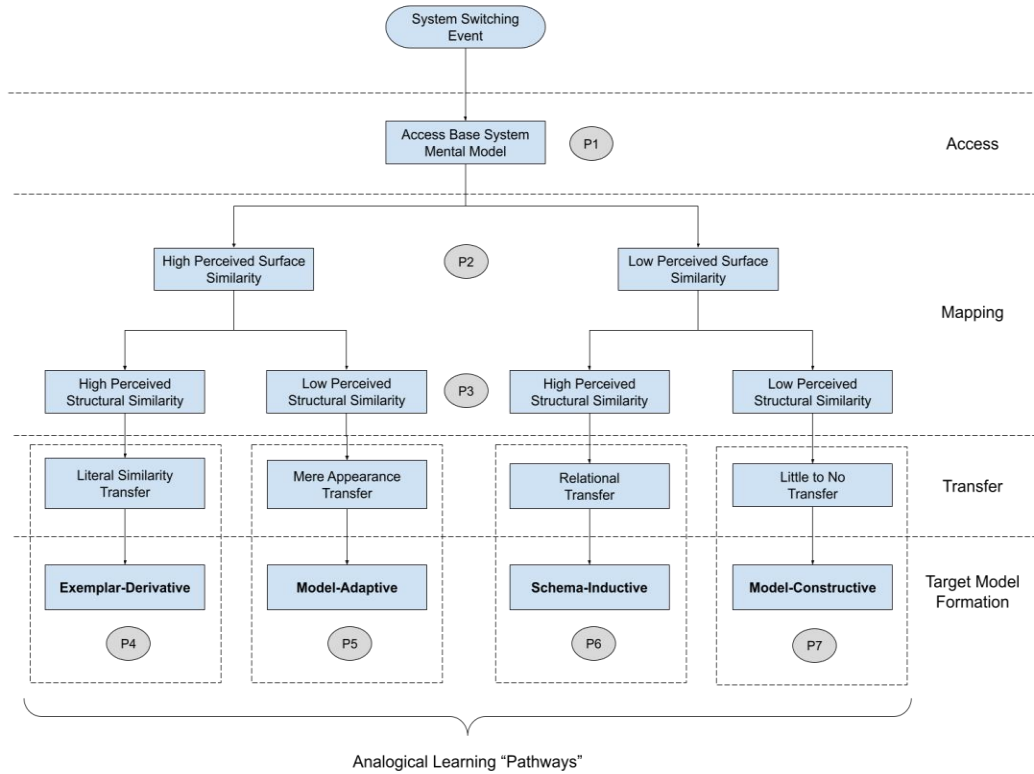 System Switching
Event
Access Base System
Mental Model
P1
Access
High Perceived Surface
Similarity
P2
Low Perceived Surface
Similarity
Mapping
High Perceived
Structural Similarity
Low Perceived
Structural Similarity
P3
High Perceived
Structural Similarity
Low Perceived
Structural Similarity
Literal Similarity
Transfer
Mere Appearance
Transfer
Relational
Transfer
Little to No
Transfer
Transfer
Exemplar-Derivative
Model-Adaptive
Schema-Inductive
Model-Constructive
Target Model
Formation
P4
P5
P6
P7
Analogical Learning “Pathways”